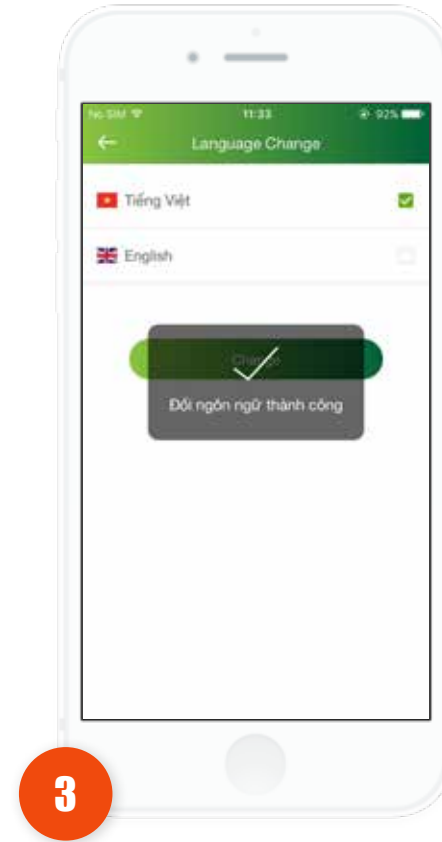 No SIM 11:33 92%
Language Change
Tiếng Việt
English
Change
Đổi ngôn ngữ thành công
3